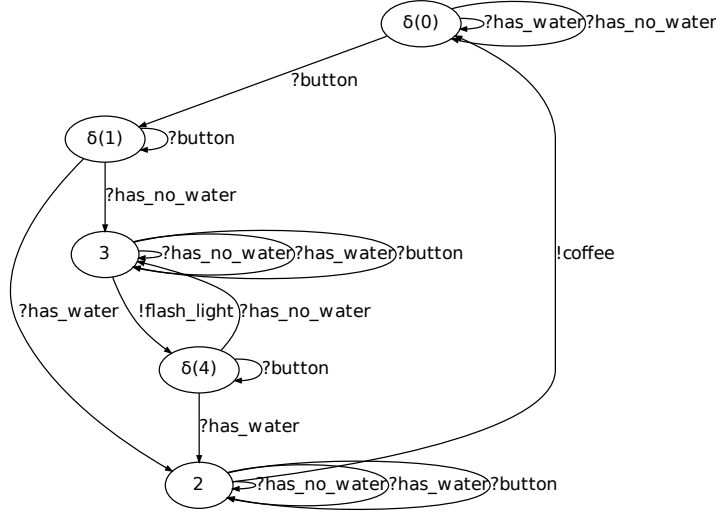 δ(0)
?has_water
?has_no_water
?button
δ(1)
?button
?has_no_water
3
?has_no_water
?has_water
?button
!coffee
?has_water
!flash_light
?has_no_water
δ(4)
?button
?has_water
2
?has_no_water
?has_water
?button